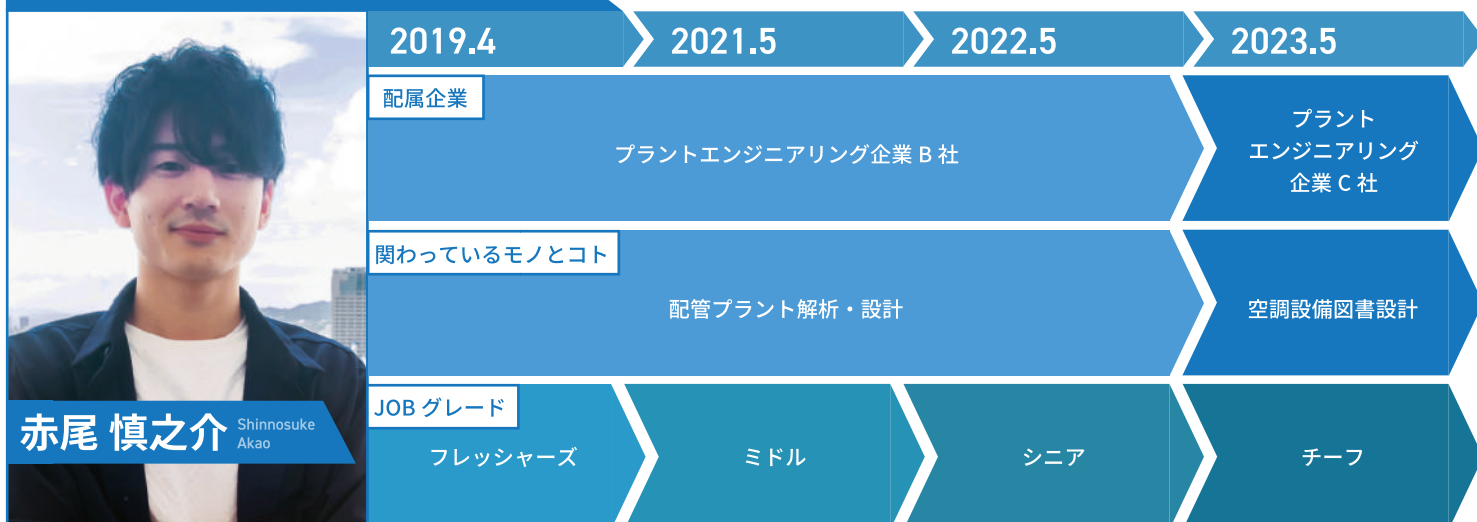 2019.4
2021.5
2022.5
2023.5
配属企業
プラントエンジニアリング企業 B 社
プラント
エンジニアリング
企業 C 社
関わっているモノとコト
配管プラント解析・設計
空調設備図書設計
JOB グレード
フレッシャーズ
ミドル
シニア
チーフ
赤尾 慎之介
Shinnosuke
Akao